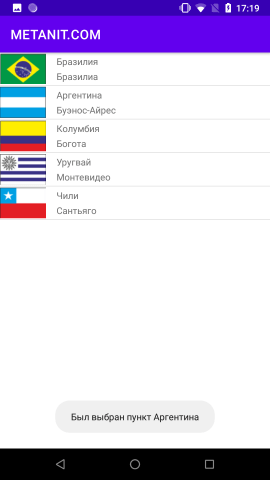 17:19
METANIT.COM
Бразилия
Бразилиа
Аргентина
Буэнос-Айрес
Колумбия
Богота
Уругвай
Монтевидео
Чили
Сантьяго
Был выбран пункт Аргентина